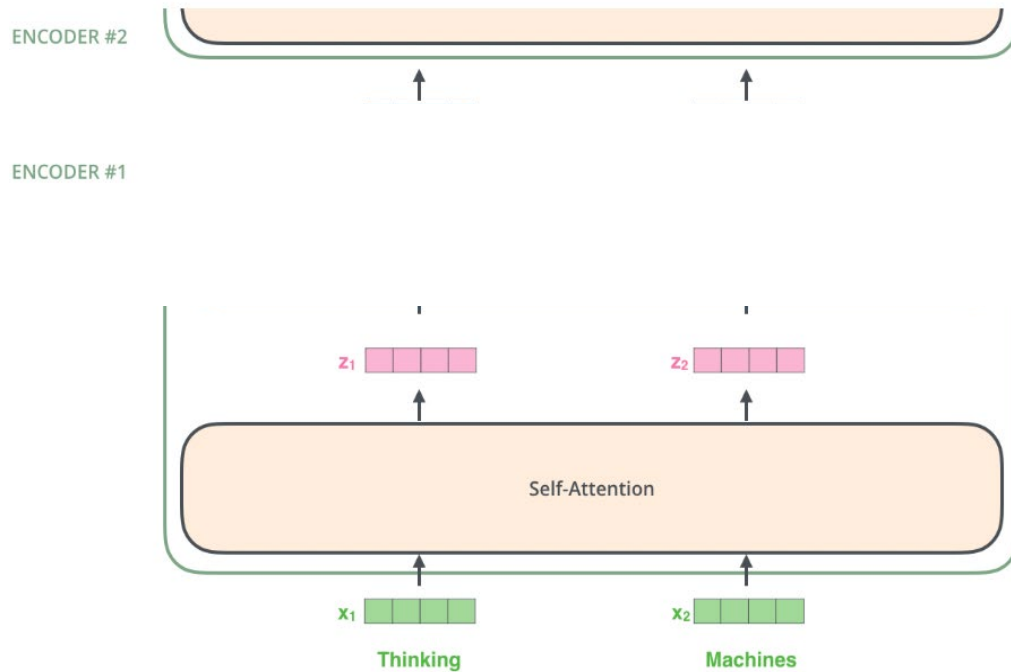 ENCODER #2
ENCODER #1
z₁ z₂
Self-Attention
x₁ x₂
Thinking Machines